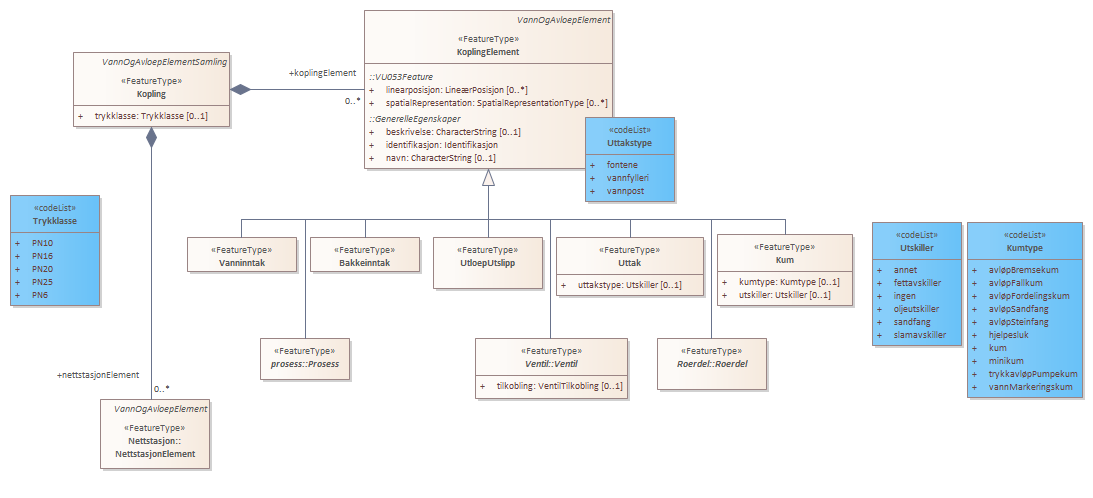 VannOgAvloepElement
«FeatureType»
KoplingElement
::VU053Feature
+ linearposisjon: LineærPosisjon [0..*]
+ spatialRepresentation: SpatialRepresentationType [0..*]
::GenerelleEgenskaper
+ beskrivelse: CharacterString [0..1]
+ identifikasjon: Identifikasjon
+ navn: CharacterString [0..1]
VannOgAvloepElementSamling
«FeatureType»
Kopling
+ trykklasse: Trykklasse [0..1]
+koplingElement
0..*
«codeList»
Uttakstype
+ fontene
+ vannfylleri
+ vannpost
«codeList»
Trykklasse
+ PN10
+ PN16
+ PN20
+ PN25
+ PN6
«FeatureType»
Vanninntak
«FeatureType»
Bakkeinntak
«FeatureType»
UtloepUtslipp
«FeatureType»
Uttak
+ uttakstype: Utskiller [0..1]
«FeatureType»
Kum
+ kumtype: Kumtype [0..1]
+ utskiller: Utskiller [0..1]
«codeList»
Utskiller
+ annet
+ fettavskiller
+ ingen
+ oljeutskiller
+ sandfang
+ slamavskiller
«codeList»
Kumtype
+ avløpBremsekum
+ avløpFallkum
+ avløpFordelingskum
+ avløpSandfang
+ avløpSteinfang
+ hjelpesluk
+ kum
+ minikum
+ trykkavløpPumpekum
+ vannMarkeringskum
«FeatureType»
prosess::Prosess
«FeatureType»
Ventil::Ventil
+ tilkobling: VentilTilkobling [0..1]
«FeatureType»
Roerdel::Roerdel
+nettstasjonElement
0..*
VannOgAvloepElement
«FeatureType»
Nettstasjon::
NettstasjonElement